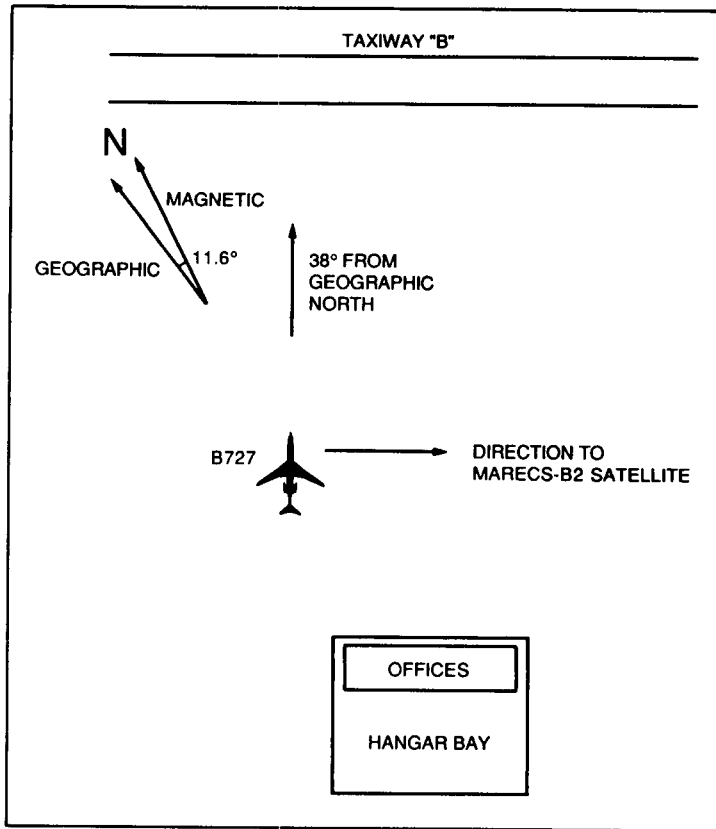 TAXIWAY "B"
N
MAGNETIC
11.6°
GEOGRAPHIC
38° FROM
GEOGRAPHIC
NORTH
B727
DIRECTION TO
MARECS-B2 SATELLITE
OFFICES
HANGAR BAY